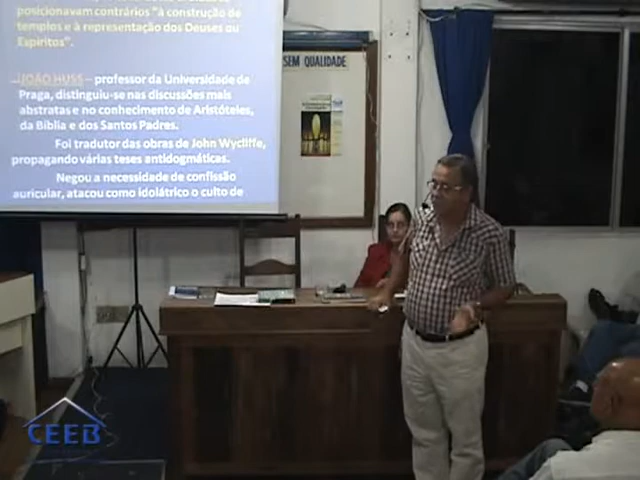 posicionavam contrários "à construção de
templos e à representação dos Deuses ou
Espíritos".
JOÃO HUSS – professor da Universidade de
Praga, distinguiu-se nas discussões mais
abstratas e no conhecimento de Aristóteles,
da Bíblia e dos Santos Padres.
Foi tradutor das obras de John Wycliffe,
propagando várias teses antidogmáticas.
Negou a necessidade de confissão
auricular, atacou como idolátrico o culto de
SEM QUALIDADE
CEEB